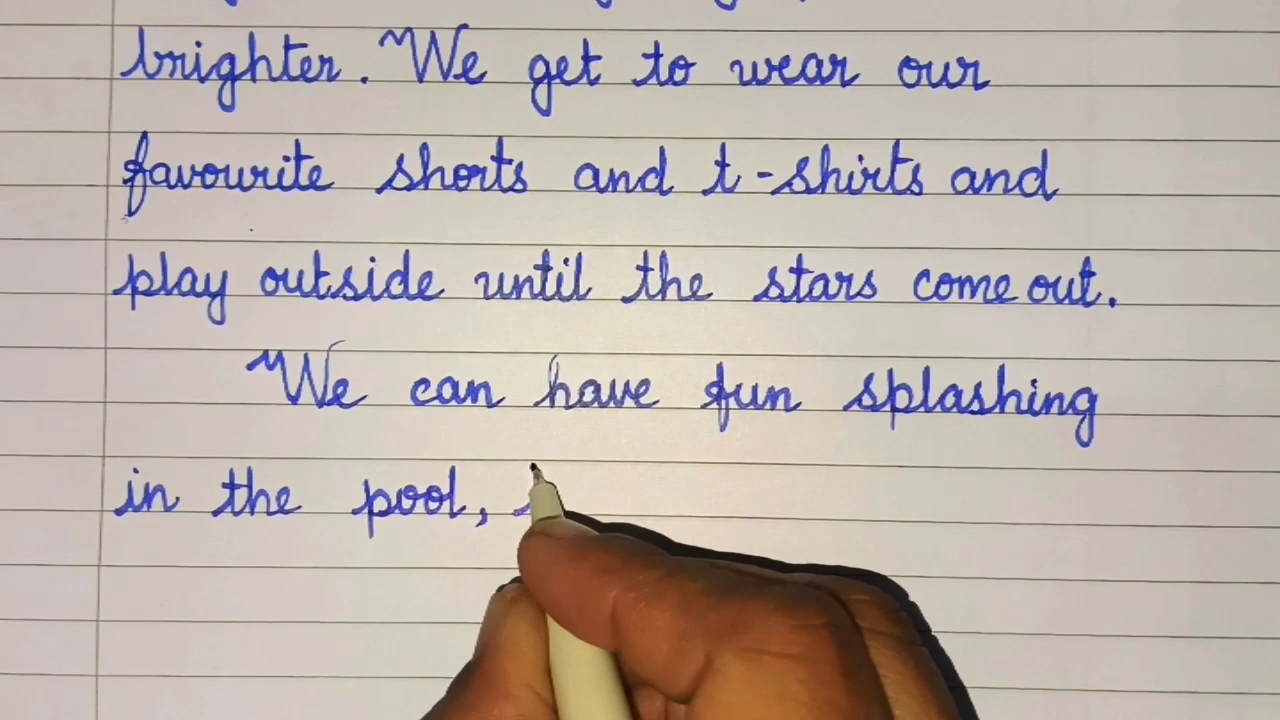 brighter. We get to wear our
favourite shorts and t-shirts and
play outside until the stars come out.
We can have fun splashing
in the pool,